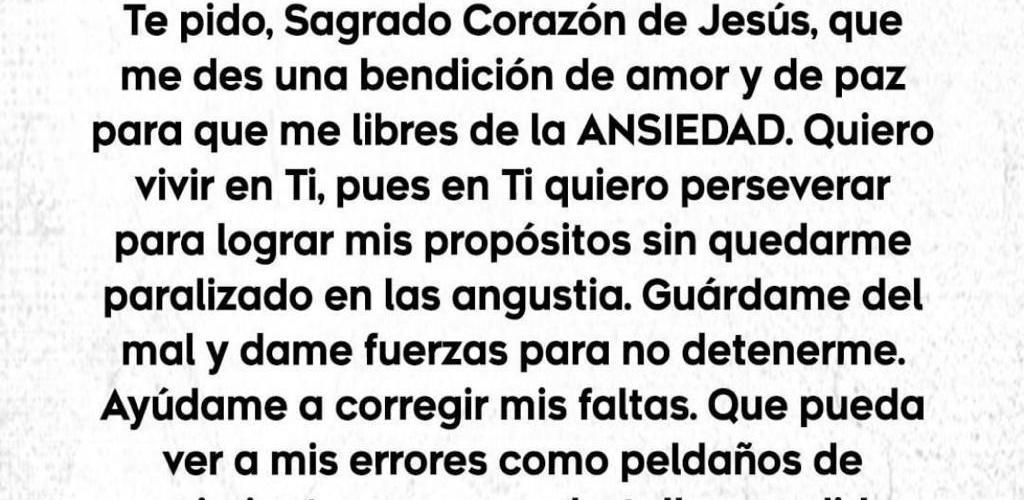 Te pido, Sagrado Corazón de Jesús, que
me des una bendición de amor y de paz
para que me libres de la ANSIEDAD. Quiero
vivir en Ti, pues en Ti quiero perseverar
para lograr mis propósitos sin quedarme
paralizado en las angustia. Guárdame del
mal y dame fuerzas para no detenerme.
Ayúdame a corregir mis faltas. Que pueda
ver a mis errores como peldaños de